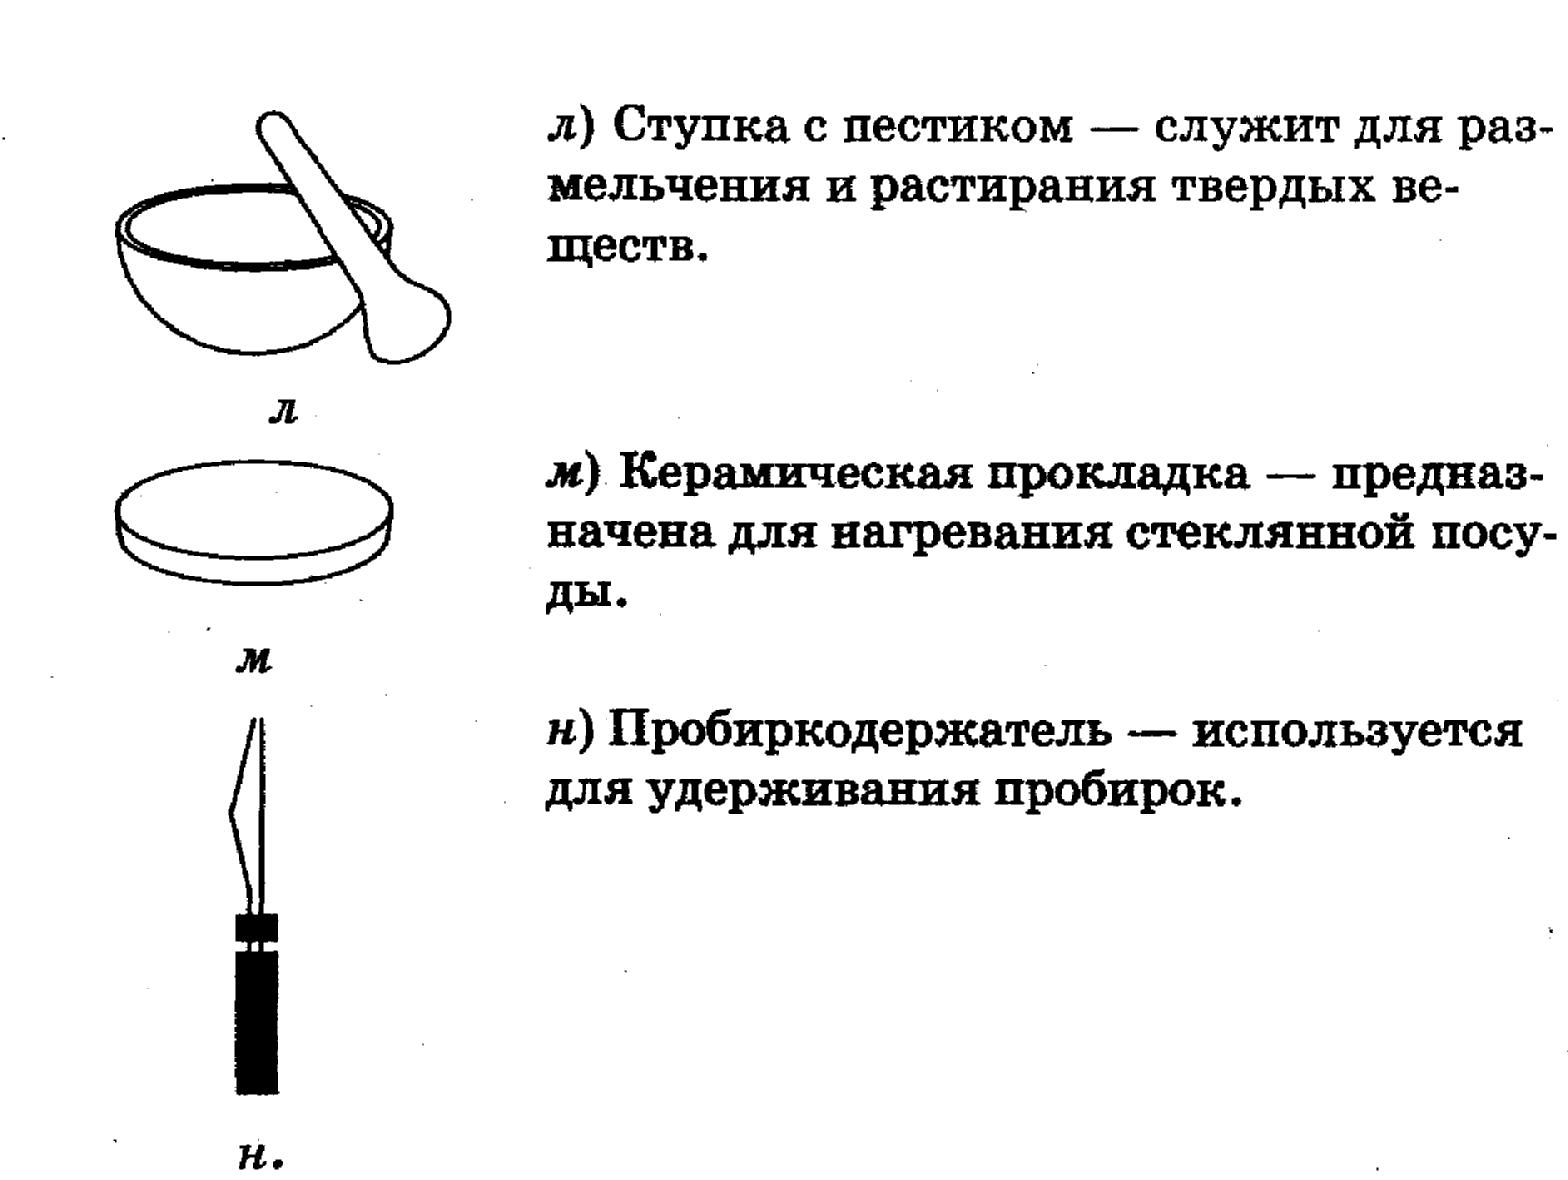 л) Ступка с пестиком — служит для раз-
мельчения и растирания твердых ве-
ществ.
л
м) Керамическая прокладка — предназ-
начена для нагревания стеклянной посу-
ды.
м
н) Пробиркодержатель — используется
для удерживания пробирок.
н.